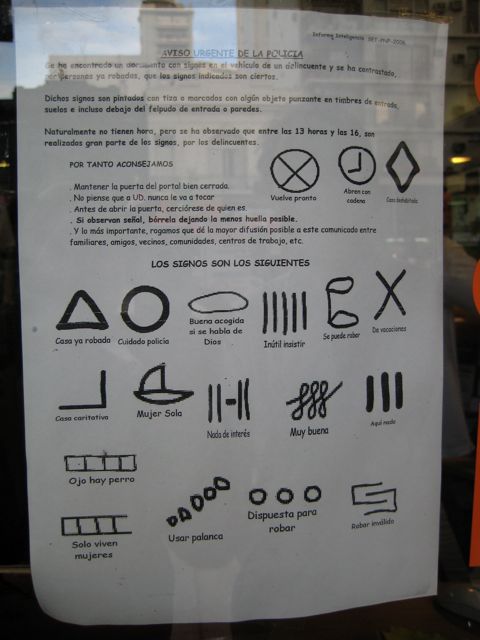 Informe Inteligencia SET-PNP-2006
AVISO URGENTE DE LA POLICIA
Se ha encontrado un documento con signos en el vehículo de un delincuente y se ha contrastado,
por personas ya robadas, que los signos indicados son ciertos.
Dichos signos son pintados con tiza o marcados con algún objeto punzante en timbres de entrada,
suelos e incluso debajo del felpudo de entrada o paredes.
Naturalmente no tienen hora, pero se ha observado que entre las 13 horas y las 16, son
realizados gran parte de los signos, por los delincuentes.
POR TANTO ACONSEJAMOS
. Mantener la puerta del portal bien cerrada.
. No piense que a UD. nunca le va a tocar
. Antes de abrir la puerta, cerciórese de quien es.
. Si observan señal, bórrela dejando la menos huella posible.
. Y lo más importante, rogamos que dé la mayor difusión posible a este comunicado entre
familiares, amigos, vecinos, comunidades, centros de trabajo, etc.
Vuelve pronto
Abren con
cadena
Casa deshabitada
LOS SIGNOS SON LOS SIGUIENTES
Casa ya robada
Cuidado policía
Buena acogida
si se habla de
Dios
Inútil insistir
Se puede robar
De vacaciones
Casa caritativa
Mujer Sola
Nada de interés
Muy buena
Aquí nada
Ojo hay perro
Solo viven
mujeres
Usar palanca
Dispuesta para
robar
Robar inválido